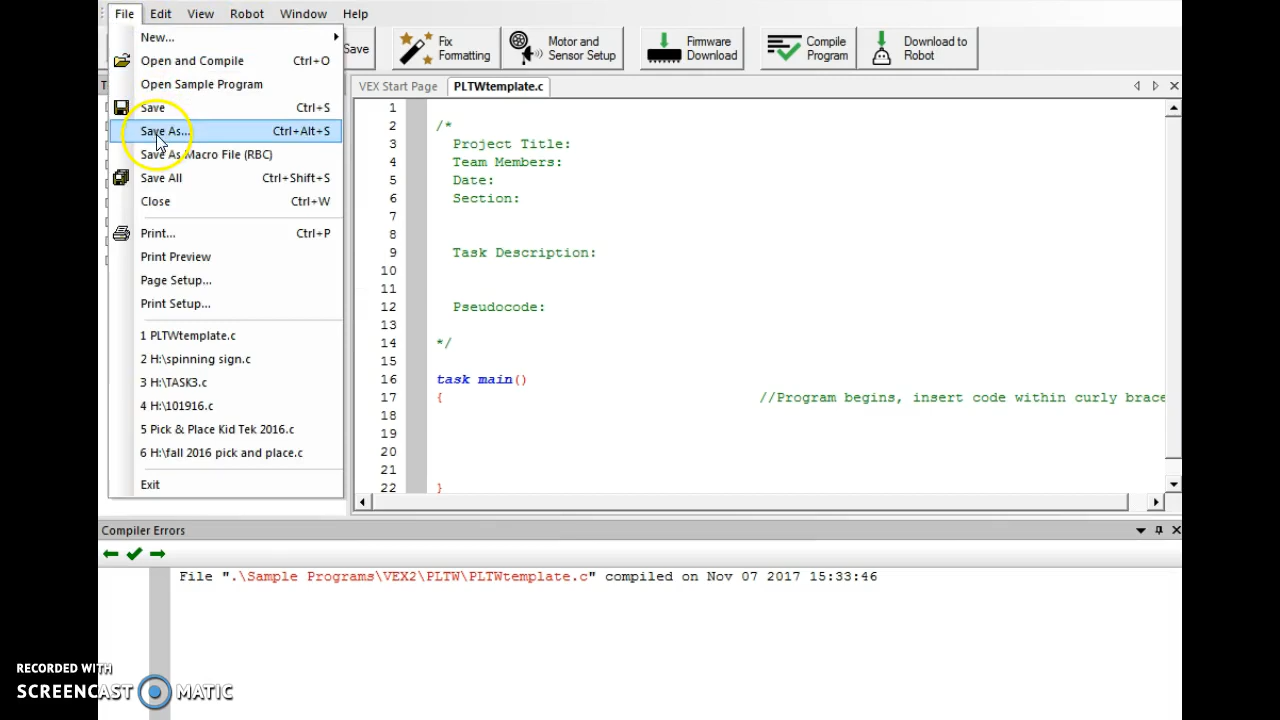 File Edit View Robot Window Help
New...
Open and Compile Ctrl+O
Open Sample Program
Save Ctrl+S
Save As... Ctrl+Alt+S
Save As Macro File (RBC)
Save All Ctrl+Shift+S
Close Ctrl+W
Print... Ctrl+P
Print Preview
Page Setup...
Print Setup...
1 PLTWtemplate.c
2 H:\spinning sign.c
3 H:\TASK3.c
4 H:\101916.c
5 Pick & Place Kid Tek 2016.c
6 H:\fall 2016 pick and place.c
Exit
Save
Fix
Formatting
Motor and
Sensor Setup
Firmware
Download
Compile
Program
Download to
Robot
T
VEX Start Page PLTWtemplate.c
1
2 /*
3 Project Title:
4 Team Members:
5 Date:
6 Section:
7
8
9 Task Description:
10
11
12 Pseudocode:
13
14 */
15
16 task main()
17 { //Program begins, insert code within curly brace
18
19
20
21
22 }
Compiler Errors
File ".\Sample Programs\VEX2\PLTW\PLTWtemplate.c" compiled on Nov 07 2017 15:33:46
RECORDED WITH
SCREENCAST MATIC